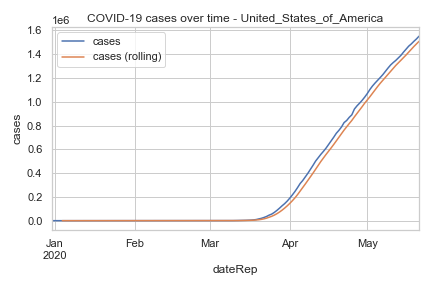 COVID-19 cases over time - United_States_of_America
1e6
cases
cases (rolling)
1.6
1.4
1.2
1.0
0.8
0.6
0.4
0.2
0.0
cases
Jan
2020
Feb
Mar
Apr
May
dateRep